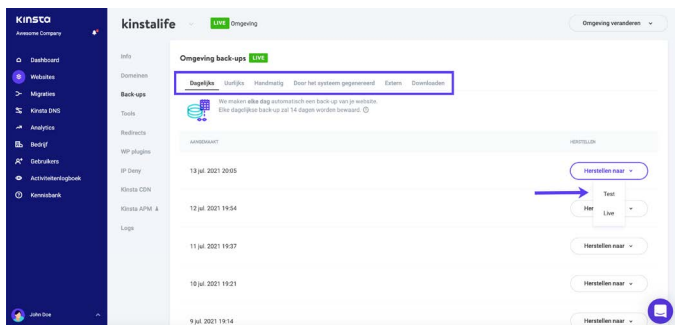 KINSTA
Awesome Company
Dashboard
Websites
Migraties
Kinsta DNS
Analytics
Bedrijf
Gebruikers
Activiteitenlogboek
Kennisbank
John Doe
kinstalife
LIVE Omgeving
Omgeving veranderen
Info
Domeinen
Back-ups
Tools
Redirects
WP plugins
IP Deny
Kinsta CDN
Kinsta APM
Logs
Omgeving back-ups LIVE
Dagelijks Uurlijks Handmatig Door het systeem gegenereerd Extern Downloaden
We maken elke dag automatisch een back-up van je website.
Elke dagelijkse back-up zal 14 dagen worden bewaard.
AANGEMAAKT HERSTELLEN
13 jul. 2021 20:05 Herstellen naar
Test
Live
12 jul. 2021 19:54 Her
11 jul. 2021 19:37 Herstellen naar
10 jul. 2021 19:21 Herstellen naar
9 jul. 2021 19:14 Herstellen naar